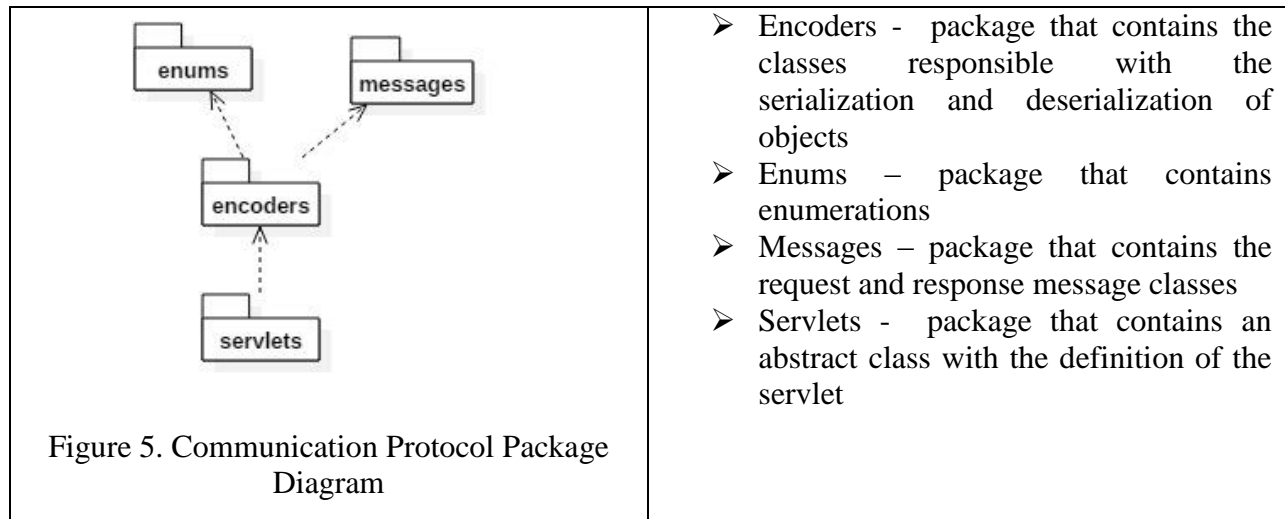 enums
messages
encoders
servlets
Figure 5. Communication Protocol Package
Diagram
➢ Encoders - package that contains the
classes responsible with the
serialization and deserialization of
objects
➢ Enums – package that contains
enumerations
➢ Messages – package that contains the
request and response message classes
➢ Servlets - package that contains an
abstract class with the definition of the
servlet